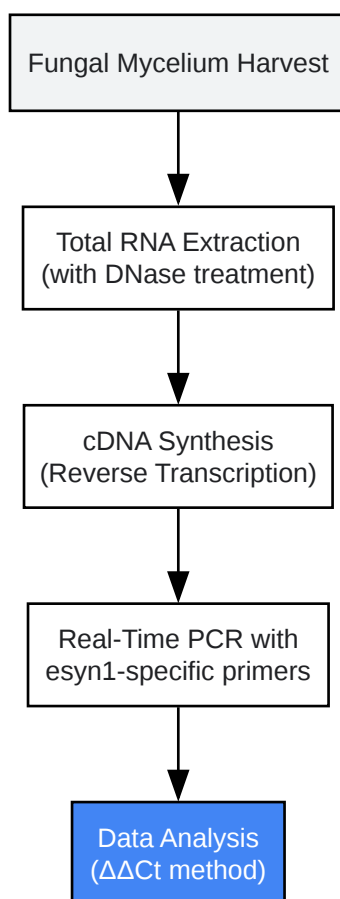 Fungal Mycelium Harvest
Total RNA Extraction
(with DNase treatment)
cDNA Synthesis
(Reverse Transcription)
Real-Time PCR with
esyn1-specific primers
Data Analysis
(ΔΔCt method)